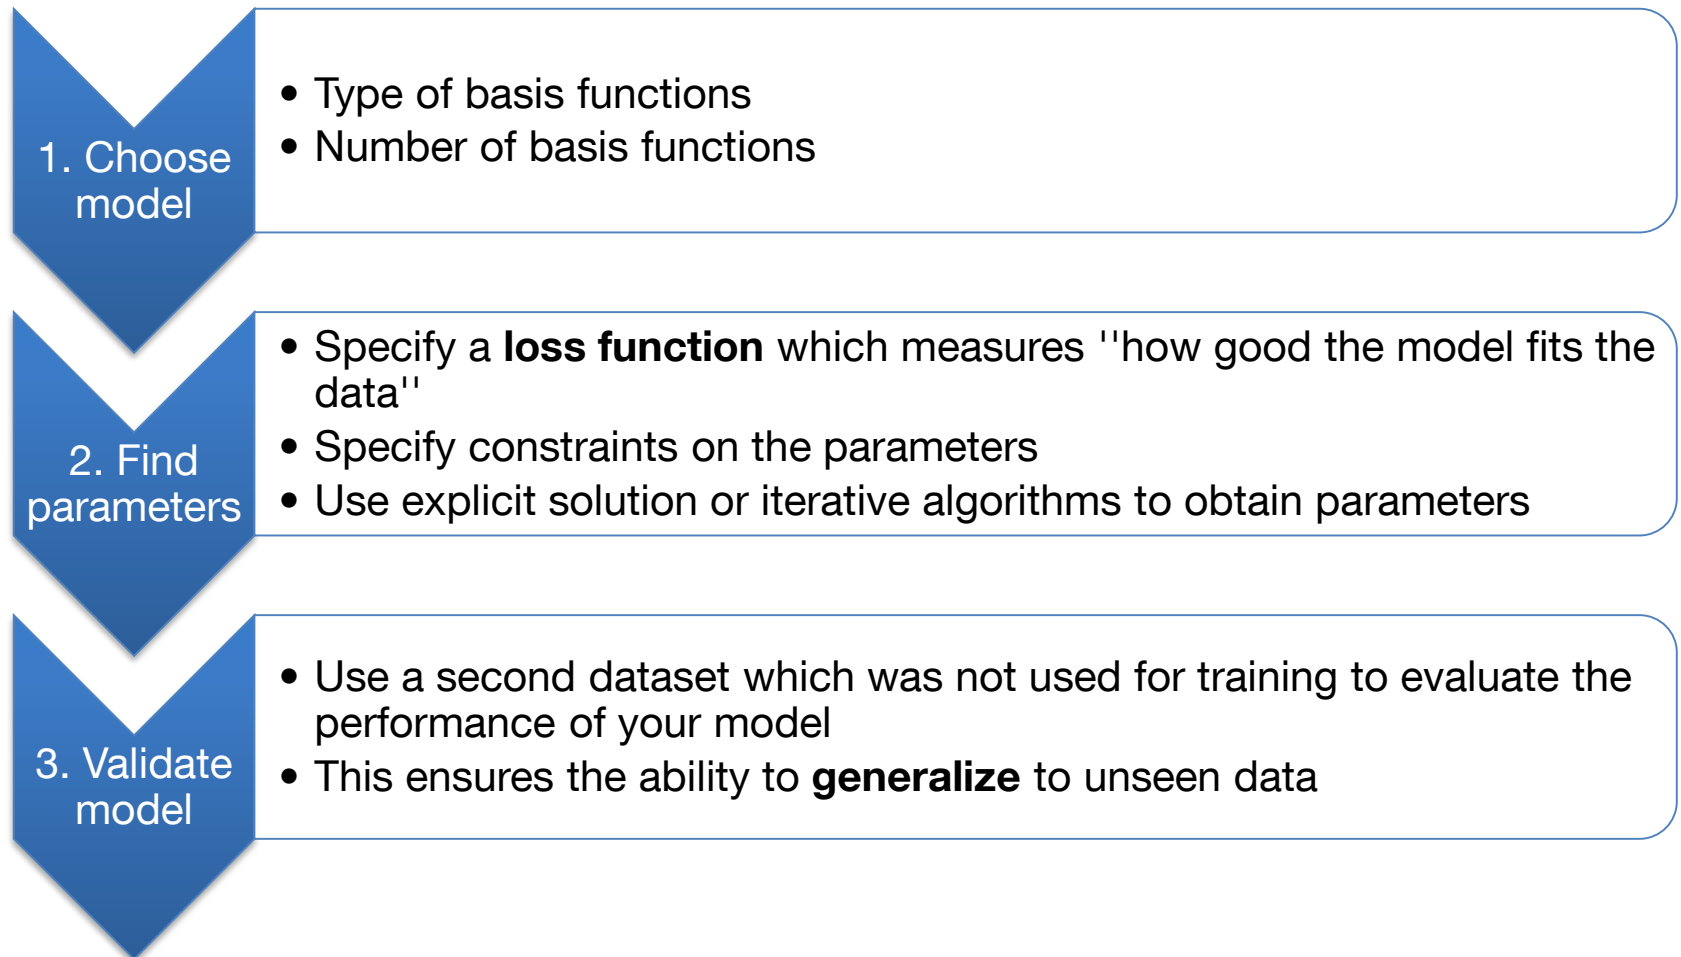 1. Choose
model
• Type of basis functions
• Number of basis functions
2. Find
parameters
• Specify a loss function which measures ''how good the model fits the
data''
• Specify constraints on the parameters
• Use explicit solution or iterative algorithms to obtain parameters
3. Validate
model
• Use a second dataset which was not used for training to evaluate the
performance of your model
• This ensures the ability to generalize to unseen data